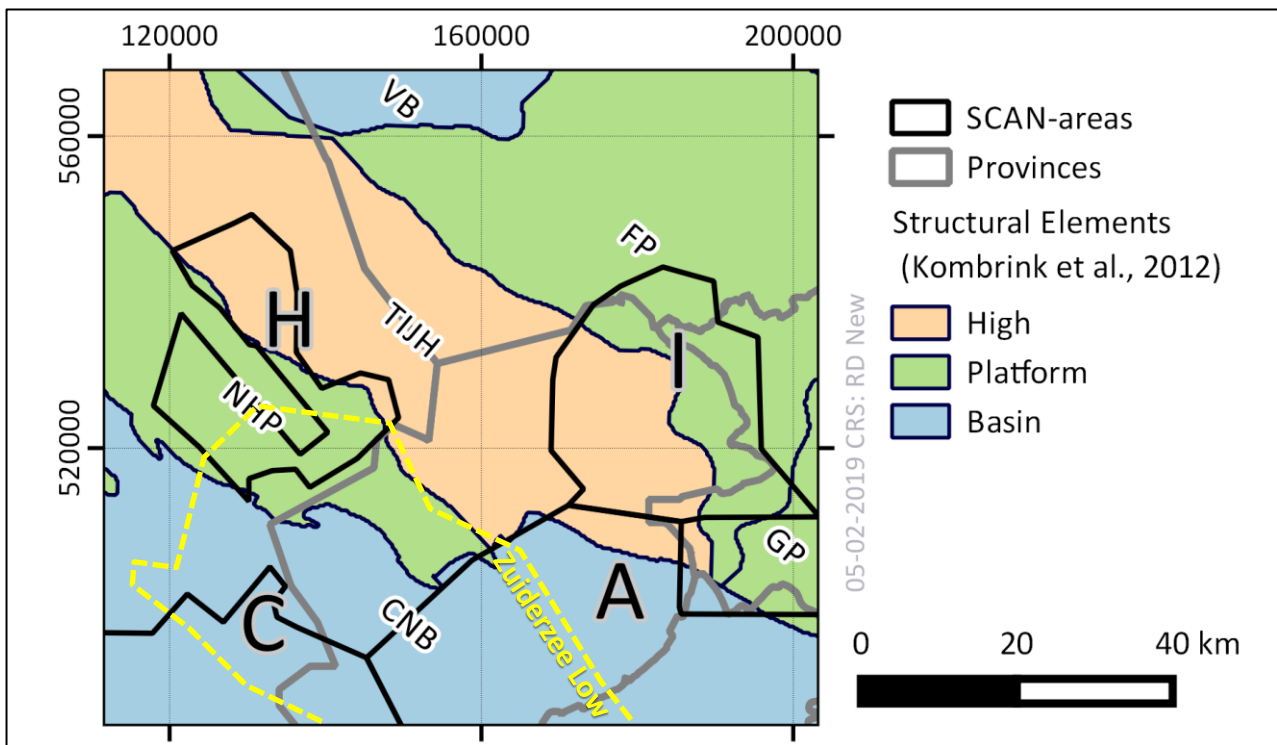 120000 160000 200000
560000
520000
VB
FP
H
TIJH
I
NHP
GP
Zuiderzee Low
A
C
CNB
SCAN-areas
Provinces
Structural Elements
(Kombrink et al., 2012)
High
Platform
Basin
05-02-2019 CRS: RD New
0 20 40 km